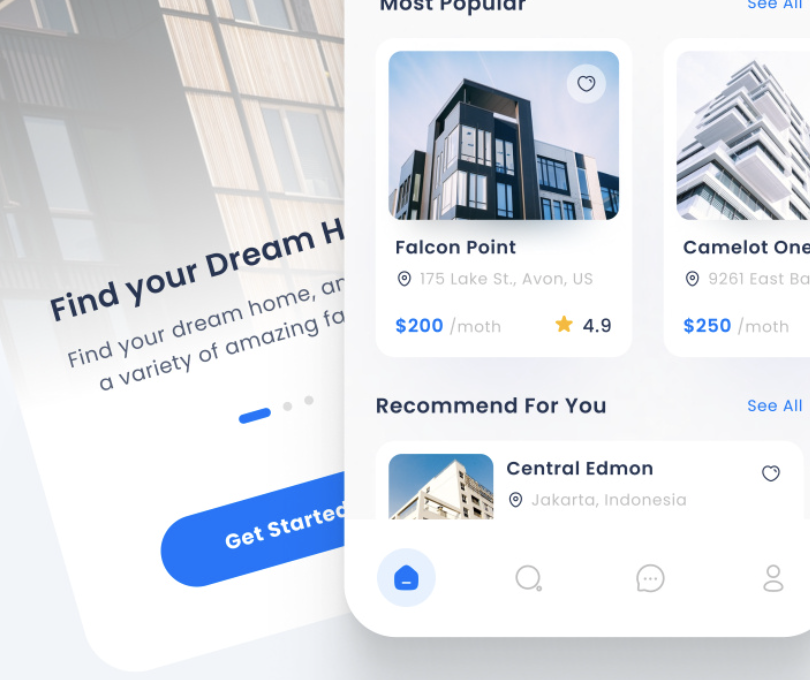 Find your Dream H
Find your dream home, an
a variety of amazing fa
Get Started
Most Popular
See All
Falcon Point
175 Lake St., Avon, US
$200 /moth
4.9
Camelot One
9261 East Ba
$250 /moth
Recommend For You
See All
Central Edmon
Jakarta, Indonesia